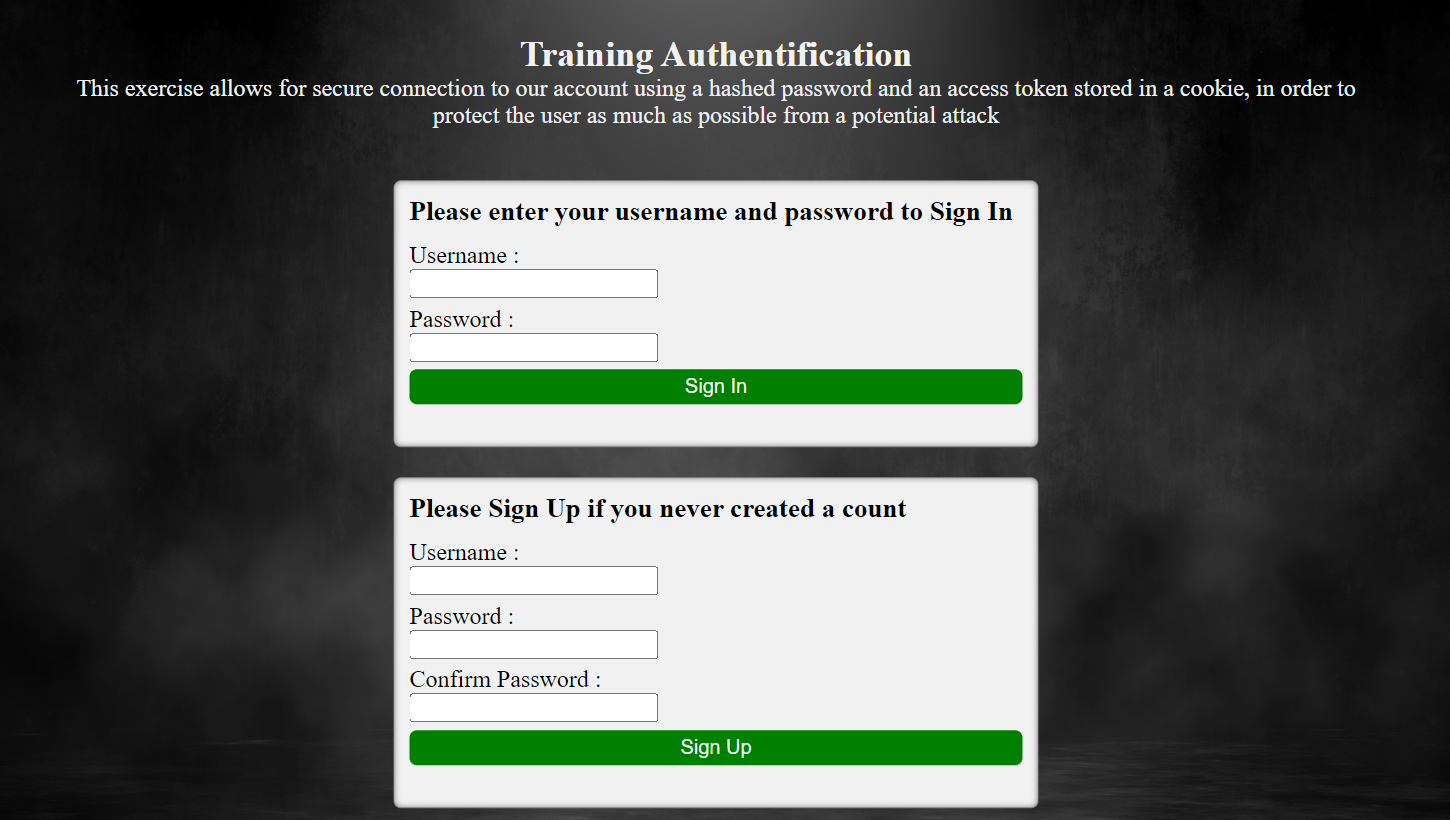 Training Authentification
This exercise allows for secure connection to our account using a hashed password and an access token stored in a cookie, in order to
protect the user as much as possible from a potential attack
Please enter your username and password to Sign In
Username :
Password :
Sign In
Please Sign Up if you never created a count
Username :
Password :
Confirm Password :
Sign Up